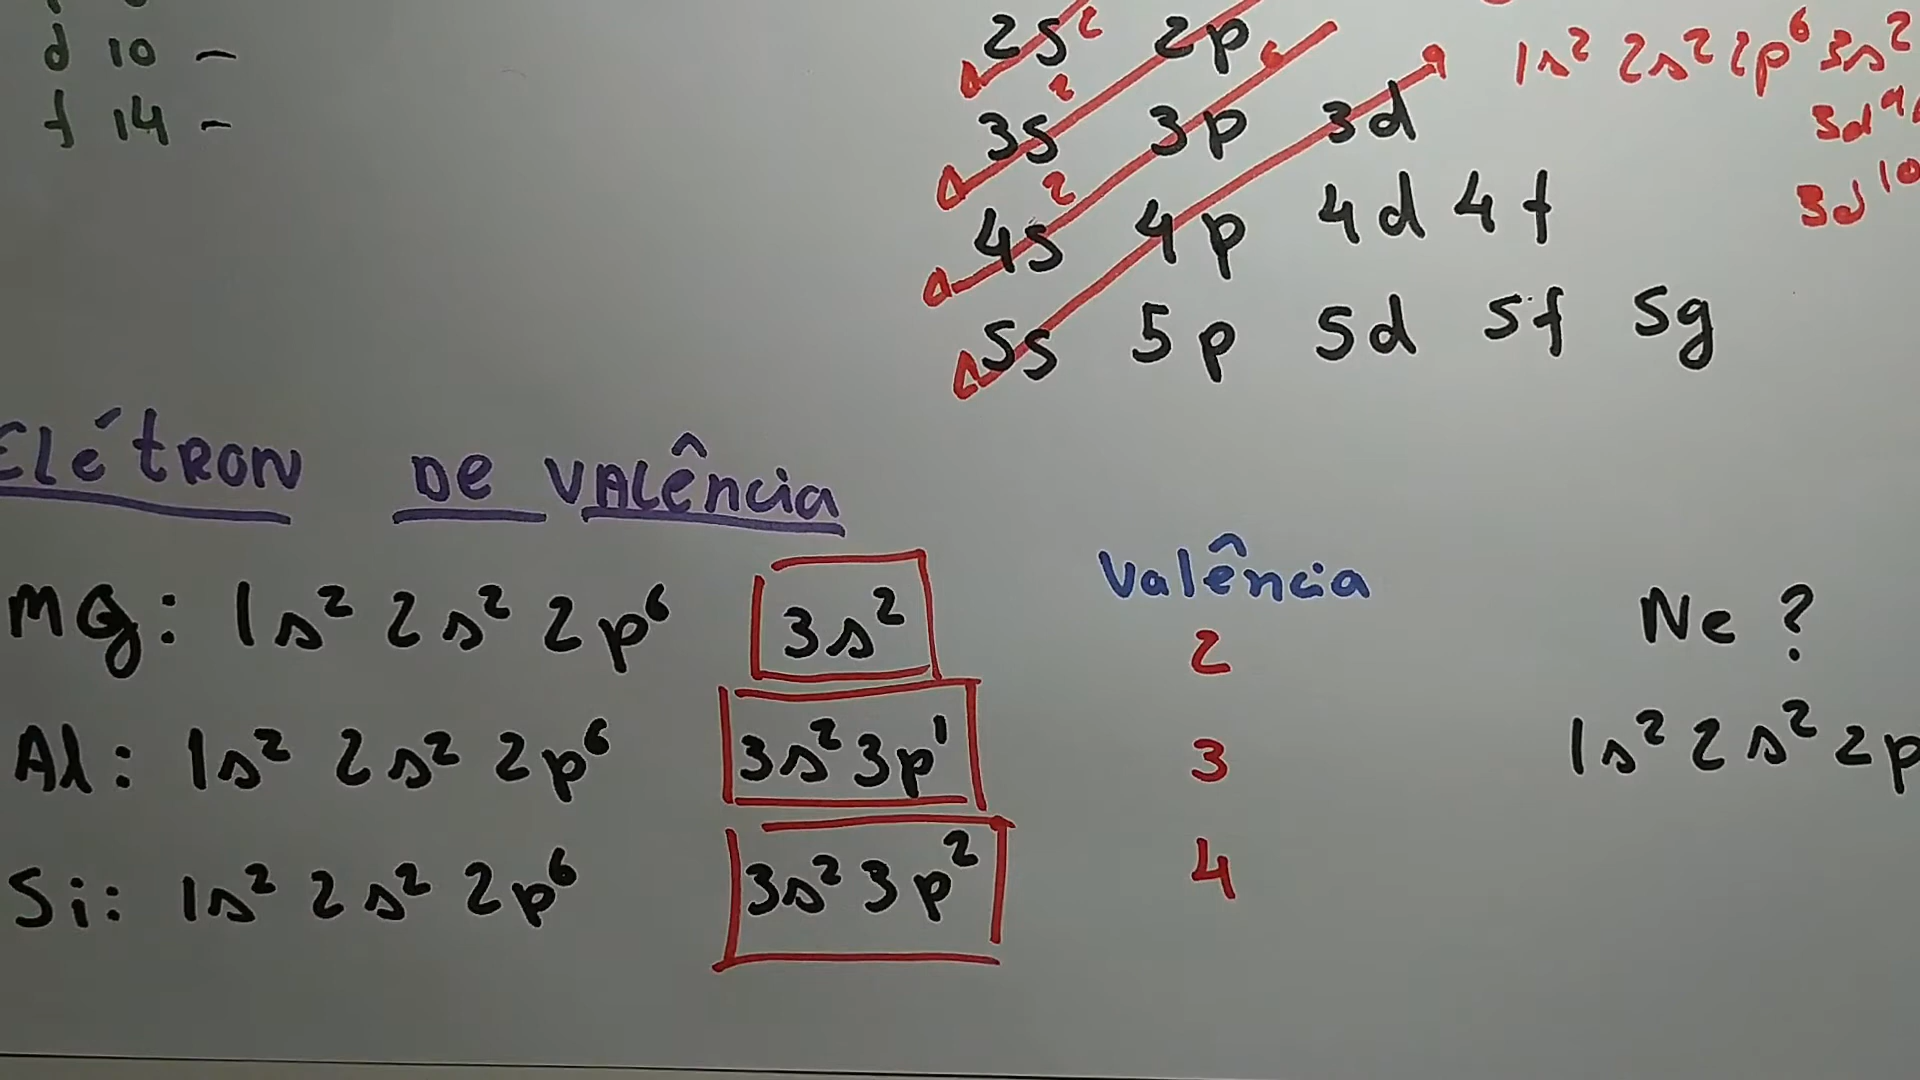 d 10 -
f 14 -
2s² 2p⁶
3s² 3p 3d
4s² 4p 4d 4f
5s 5p 5d 5f 5g
1s² 2s² 2p⁶ 3s²
3d
3d¹⁰
Elétron De Valência
Valência
Mg: 1s² 2s² 2p⁶ 3s² 2
Al: 1s² 2s² 2p⁶ 3s² 3p¹ 3
Si: 1s² 2s² 2p⁶ 3s² 3p² 4
Ne ?
1s² 2s² 2p